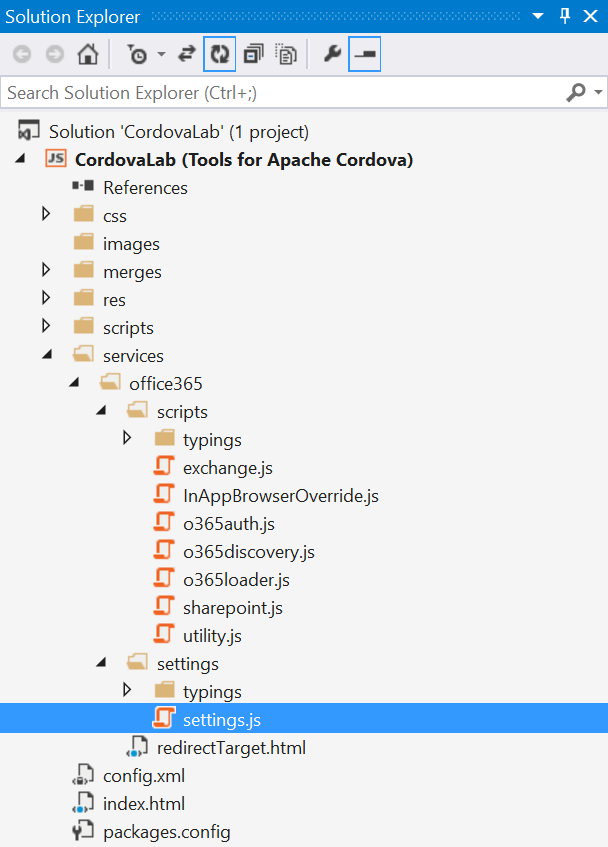 Solution Explorer
Search Solution Explorer (Ctrl+;)
Solution 'CordovaLab' (1 project)
JS CordovaLab (Tools for Apache Cordova)
References
css
images
merges
res
scripts
services
office365
scripts
typings
exchange.js
InAppBrowserOverride.js
o365auth.js
o365discovery.js
o365loader.js
sharepoint.js
utility.js
settings
typings
settings.js
redirectTarget.html
config.xml
index.html
packages.config